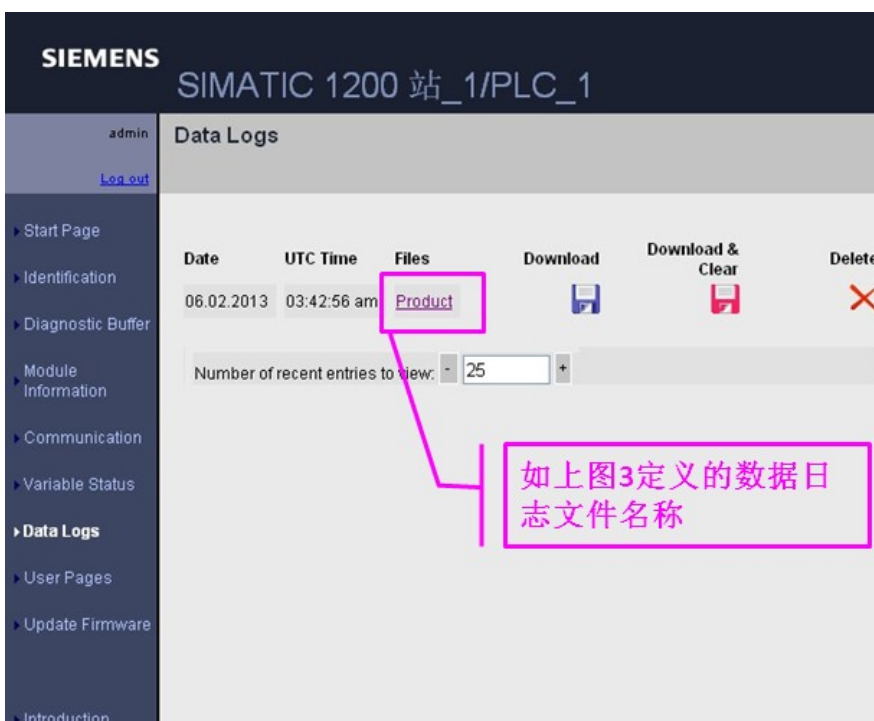 SIEMENS
SIMATIC 1200 站_1/PLC_1
admin
Log out
Data Logs
Start Page
Identification
Diagnostic Buffer
Module
Information
Communication
Variable Status
Data Logs
User Pages
Update Firmware
Introduction
Date UTC Time Files Download Download & Clear Delete
06.02.2013 03:42:56 am Product
Number of recent entries to view: - 25 +
如上图3定义的数据日
志文件名称